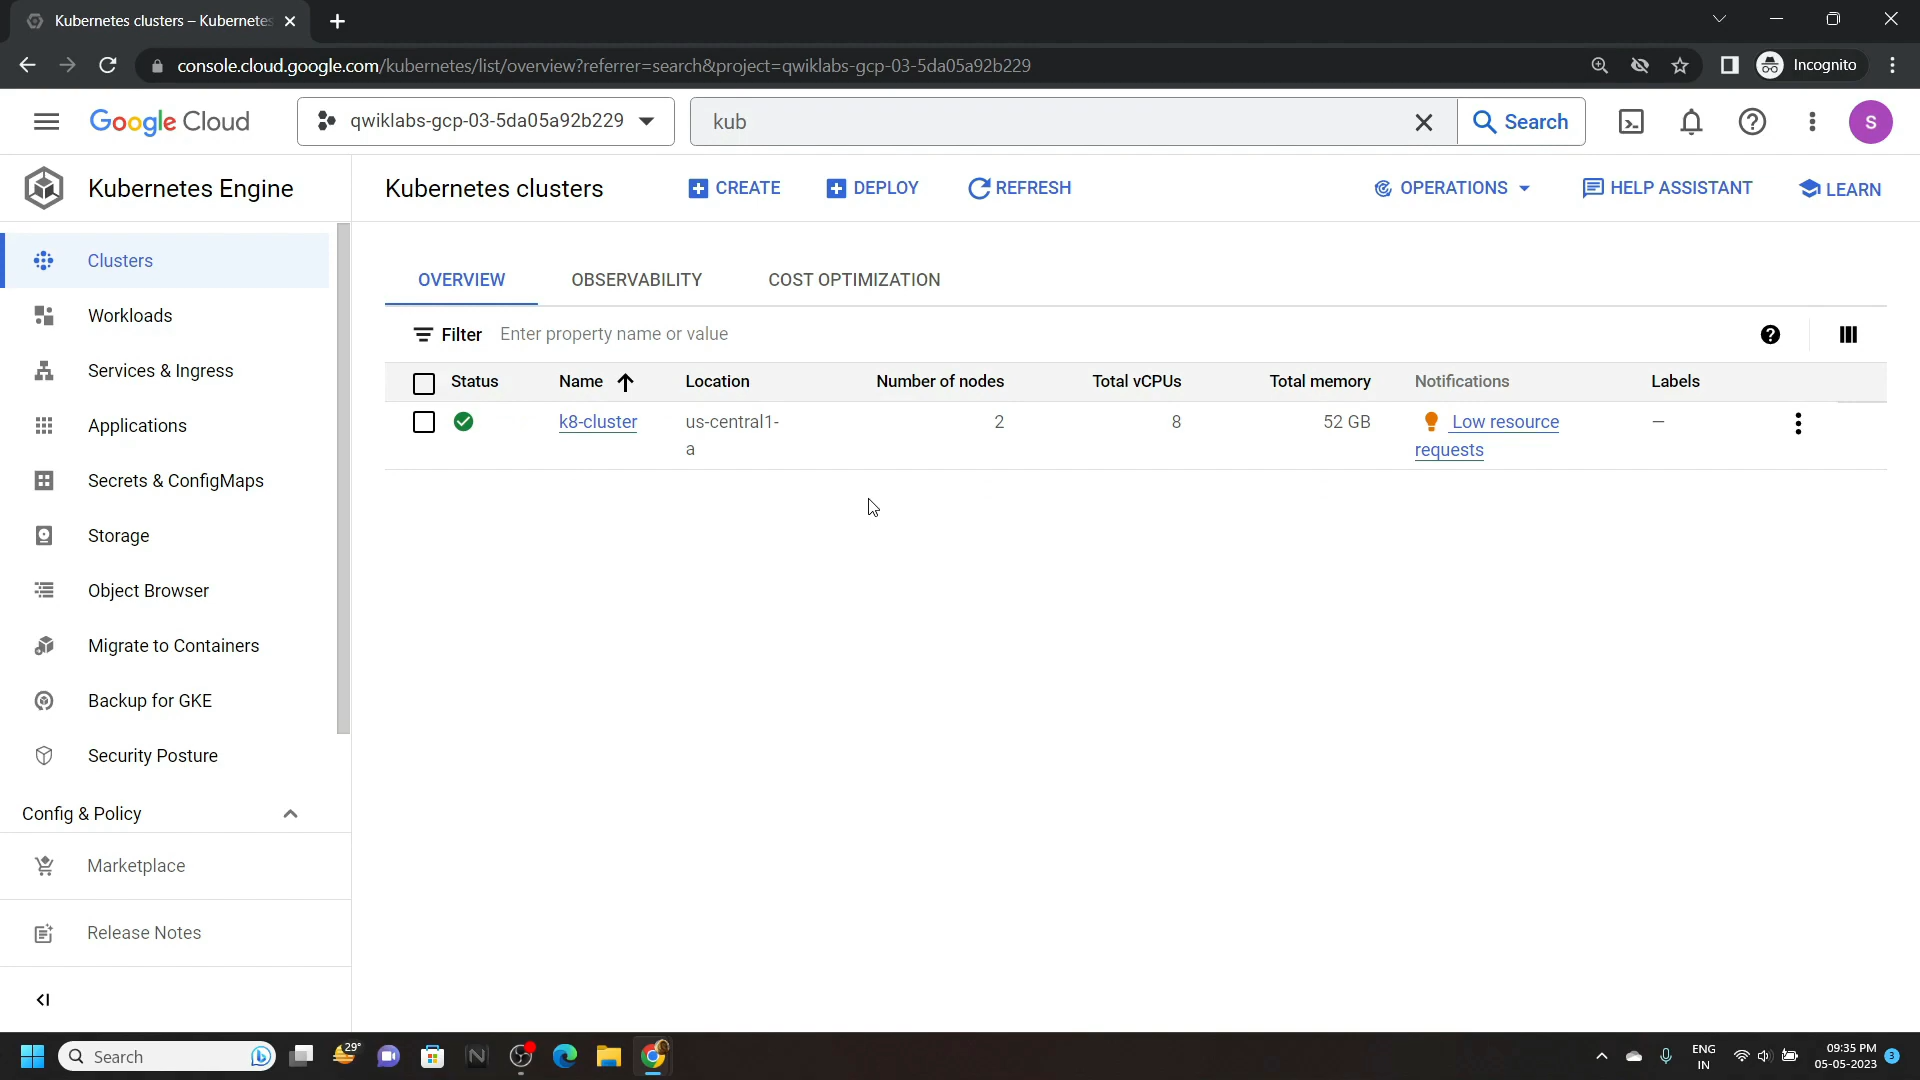 Kubernetes clusters – Kubernetes
console.cloud.google.com/kubernetes/list/overview?referrer=search&project=qwiklabs-gcp-03-5da05a92b229
Incognito
Google Cloud
qwiklabs-gcp-03-5da05a92b229
kub
Search
S
Kubernetes Engine
Kubernetes clusters
CREATE
DEPLOY
REFRESH
OPERATIONS
HELP ASSISTANT
LEARN
Clusters
Workloads
Services & Ingress
Applications
Secrets & ConfigMaps
Storage
Object Browser
Migrate to Containers
Backup for GKE
Security Posture
Config & Policy
Marketplace
Release Notes
OVERVIEW
OBSERVABILITY
COST OPTIMIZATION
Filter Enter property name or value
Status Name Location Number of nodes Total vCPUs Total memory Notifications Labels
k8-cluster us-central1- 2 8 52 GB Low resource –
a requests
Search
29°
ENG
IN
09:35 PM
05-05-2023
3